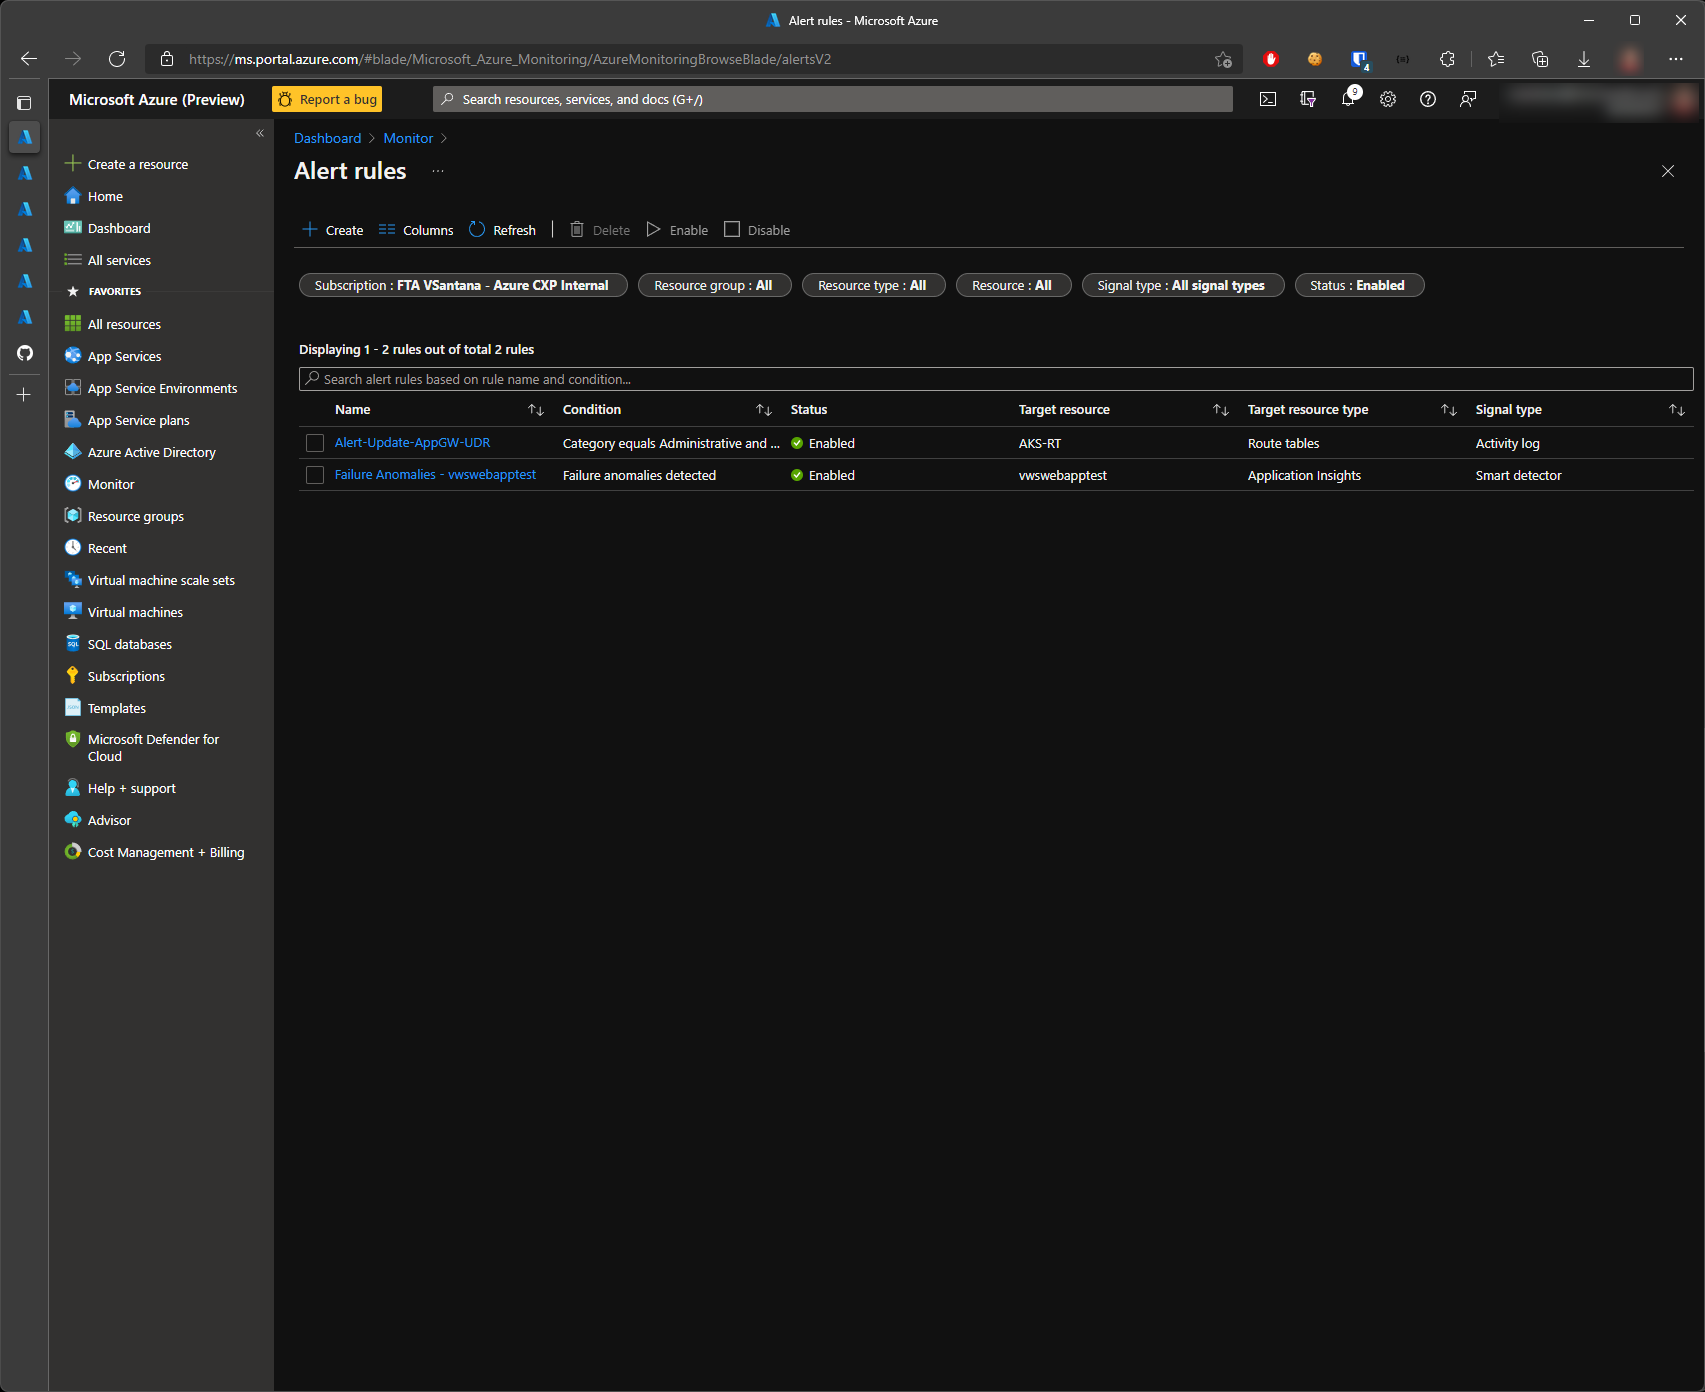 Alert rules - Microsoft Azure
https://ms.portal.azure.com/#blade/Microsoft_Azure_Monitoring/AzureMonitoringBrowseBlade/alertsV2
4
Microsoft Azure (Preview)
Report a bug
Search resources, services, and docs (G+/)
9
Create a resource
Home
Dashboard
All services
FAVORITES
All resources
App Services
App Service Environments
App Service plans
Azure Active Directory
Monitor
Resource groups
Recent
Virtual machine scale sets
Virtual machines
SQL databases
Subscriptions
Templates
Microsoft Defender for
Cloud
Help + support
Advisor
Cost Management + Billing
Dashboard > Monitor >
Alert rules ...
Create Columns Refresh | Delete Enable Disable
Subscription : FTA VSantana - Azure CXP Internal
Resource group : All
Resource type : All
Resource : All
Signal type : All signal types
Status : Enabled
Displaying 1 - 2 rules out of total 2 rules
Search alert rules based on rule name and condition...
Name Condition Status Target resource Target resource type Signal type
Alert-Update-AppGW-UDR Category equals Administrative and ... Enabled AKS-RT Route tables Activity log
Failure Anomalies - vwswebapptest Failure anomalies detected Enabled vwswebapptest Application Insights Smart detector